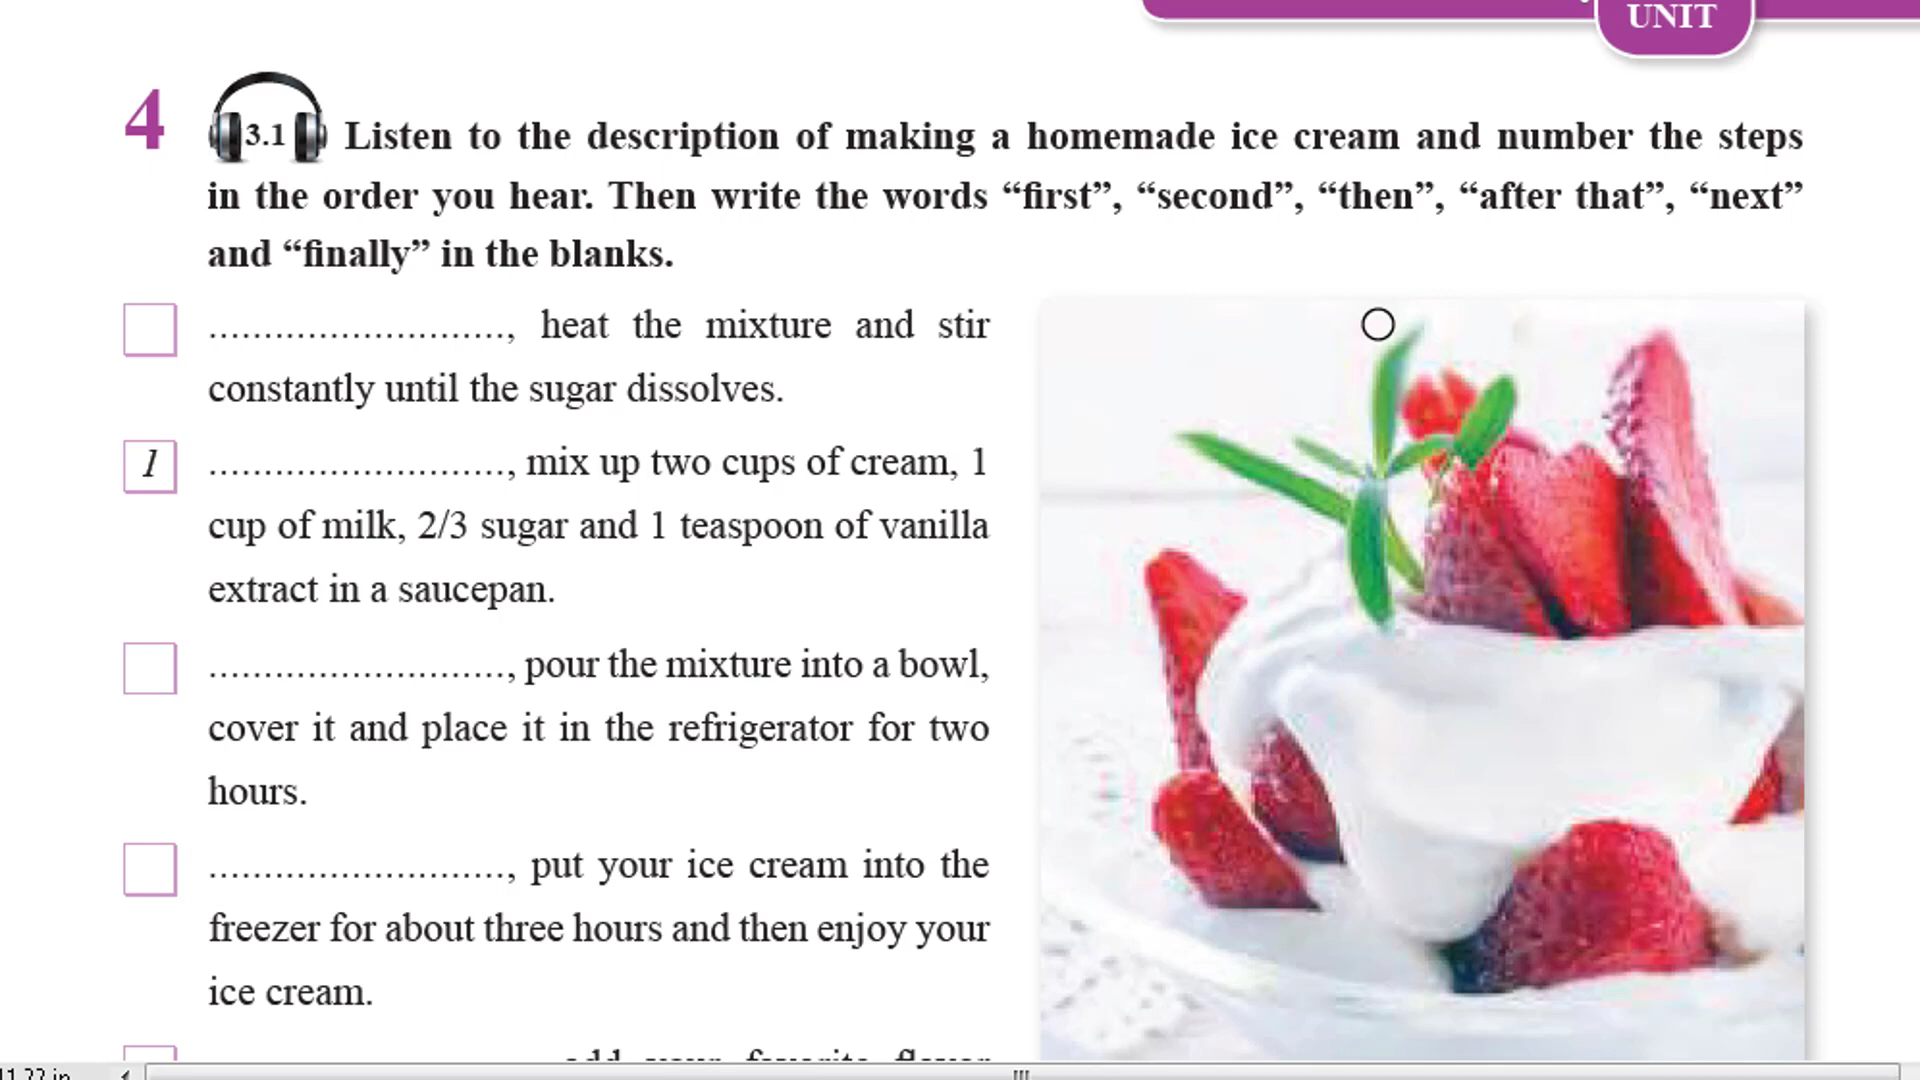 UNIT
4 3.1 Listen to the description of making a homemade ice cream and number the steps
in the order you hear. Then write the words “first”, “second”, “then”, “after that”, “next”
and “finally” in the blanks.
............................, heat the mixture and stir
constantly until the sugar dissolves.
1 ............................, mix up two cups of cream, 1
cup of milk, 2/3 sugar and 1 teaspoon of vanilla
extract in a saucepan.
............................, pour the mixture into a bowl,
cover it and place it in the refrigerator for two
hours.
............................, put your ice cream into the
freezer for about three hours and then enjoy your
ice cream.
add your favorite flavor